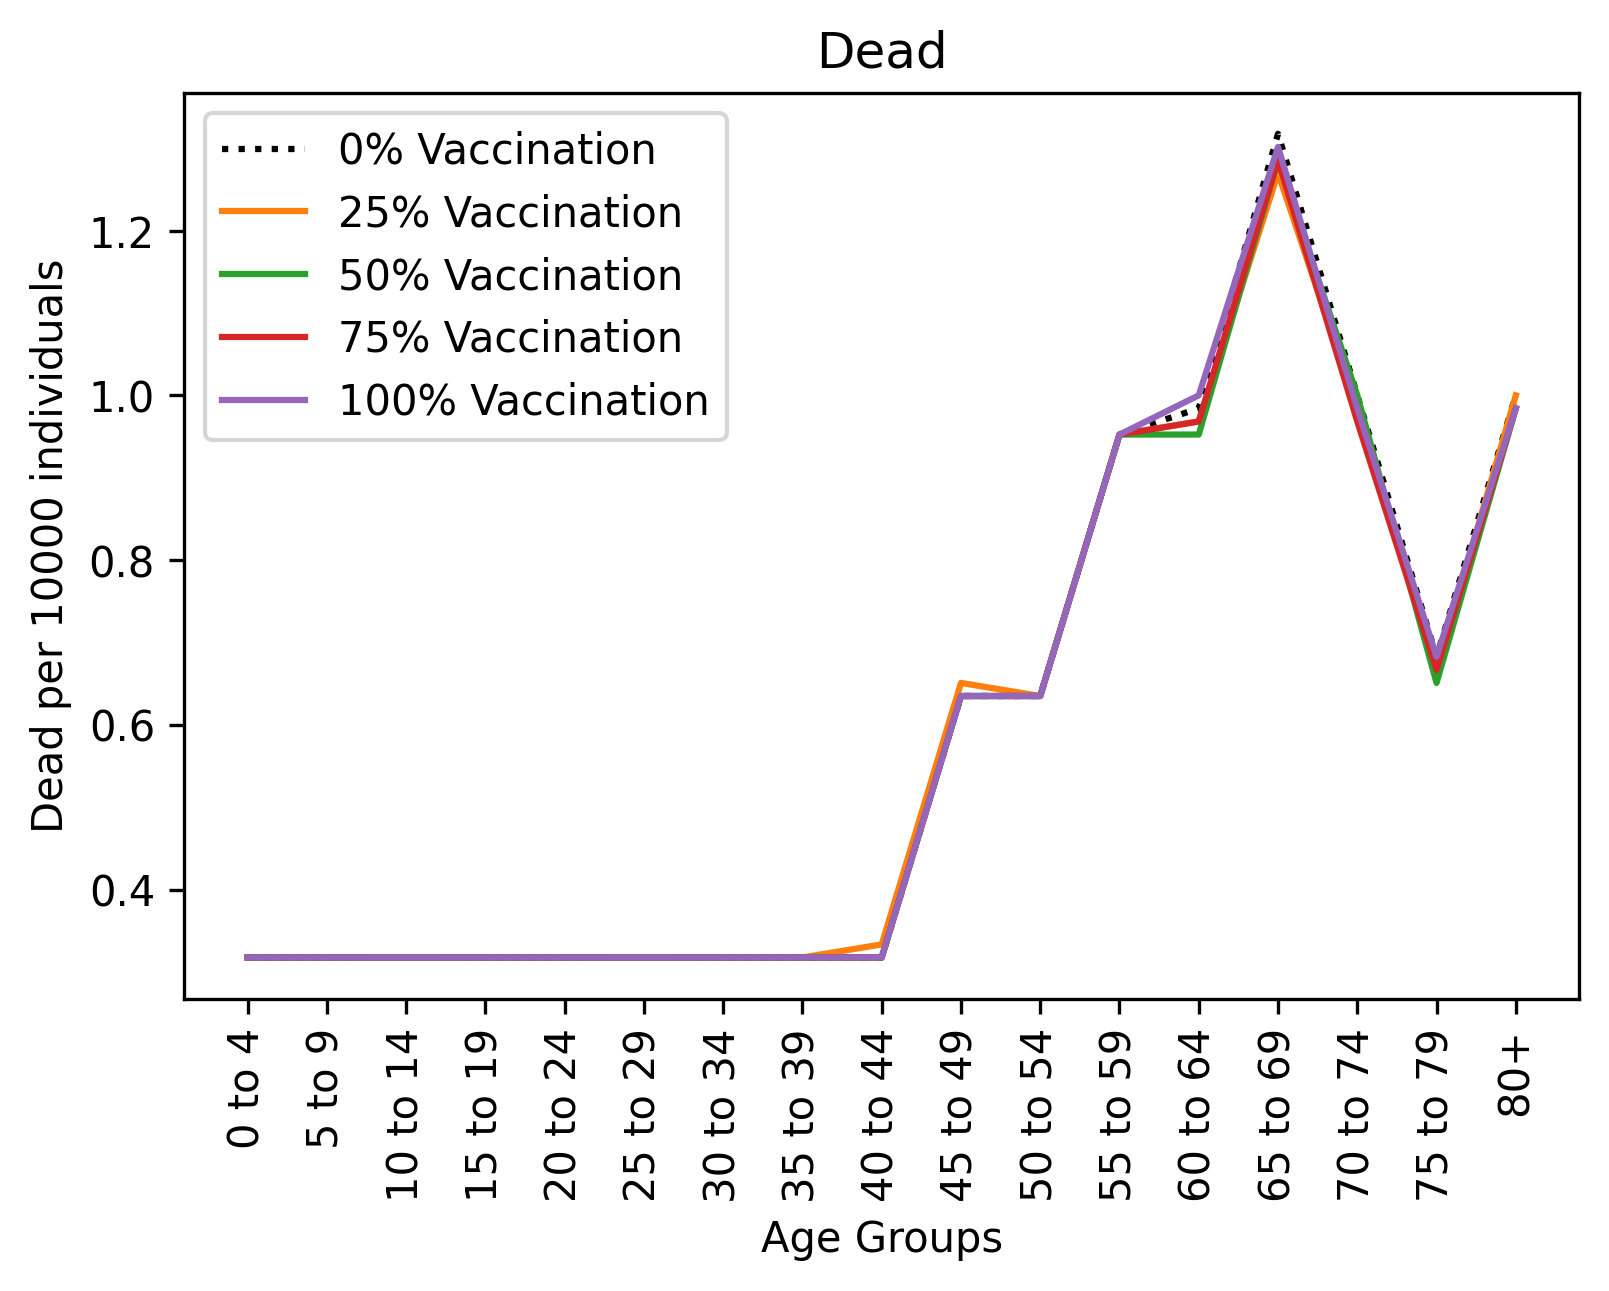 Dead
0% Vaccination
25% Vaccination
50% Vaccination
75% Vaccination
100% Vaccination
Dead per 10000 individuals
1.2
1.0
0.8
0.6
0.4
0 to 4
5 to 9
10 to 14
15 to 19
20 to 24
25 to 29
30 to 34
35 to 39
40 to 44
45 to 49
50 to 54
55 to 59
60 to 64
65 to 69
70 to 74
75 to 79
80+
Age Groups